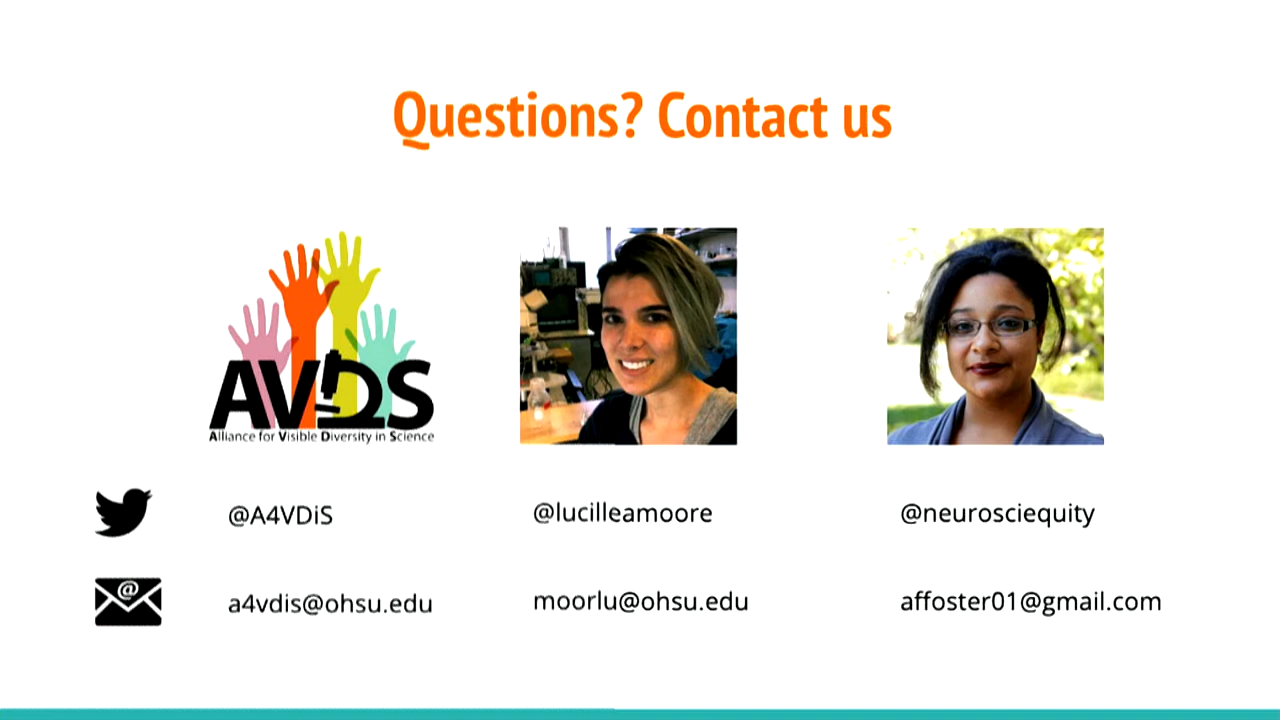 Questions? Contact us
AVDS
Alliance for Visible Diversity in Science
@A4VDiS
@lucilleamoore
@neurosciequity
@
a4vdis@ohsu.edu
moorlu@ohsu.edu
affoster01@gmail.com